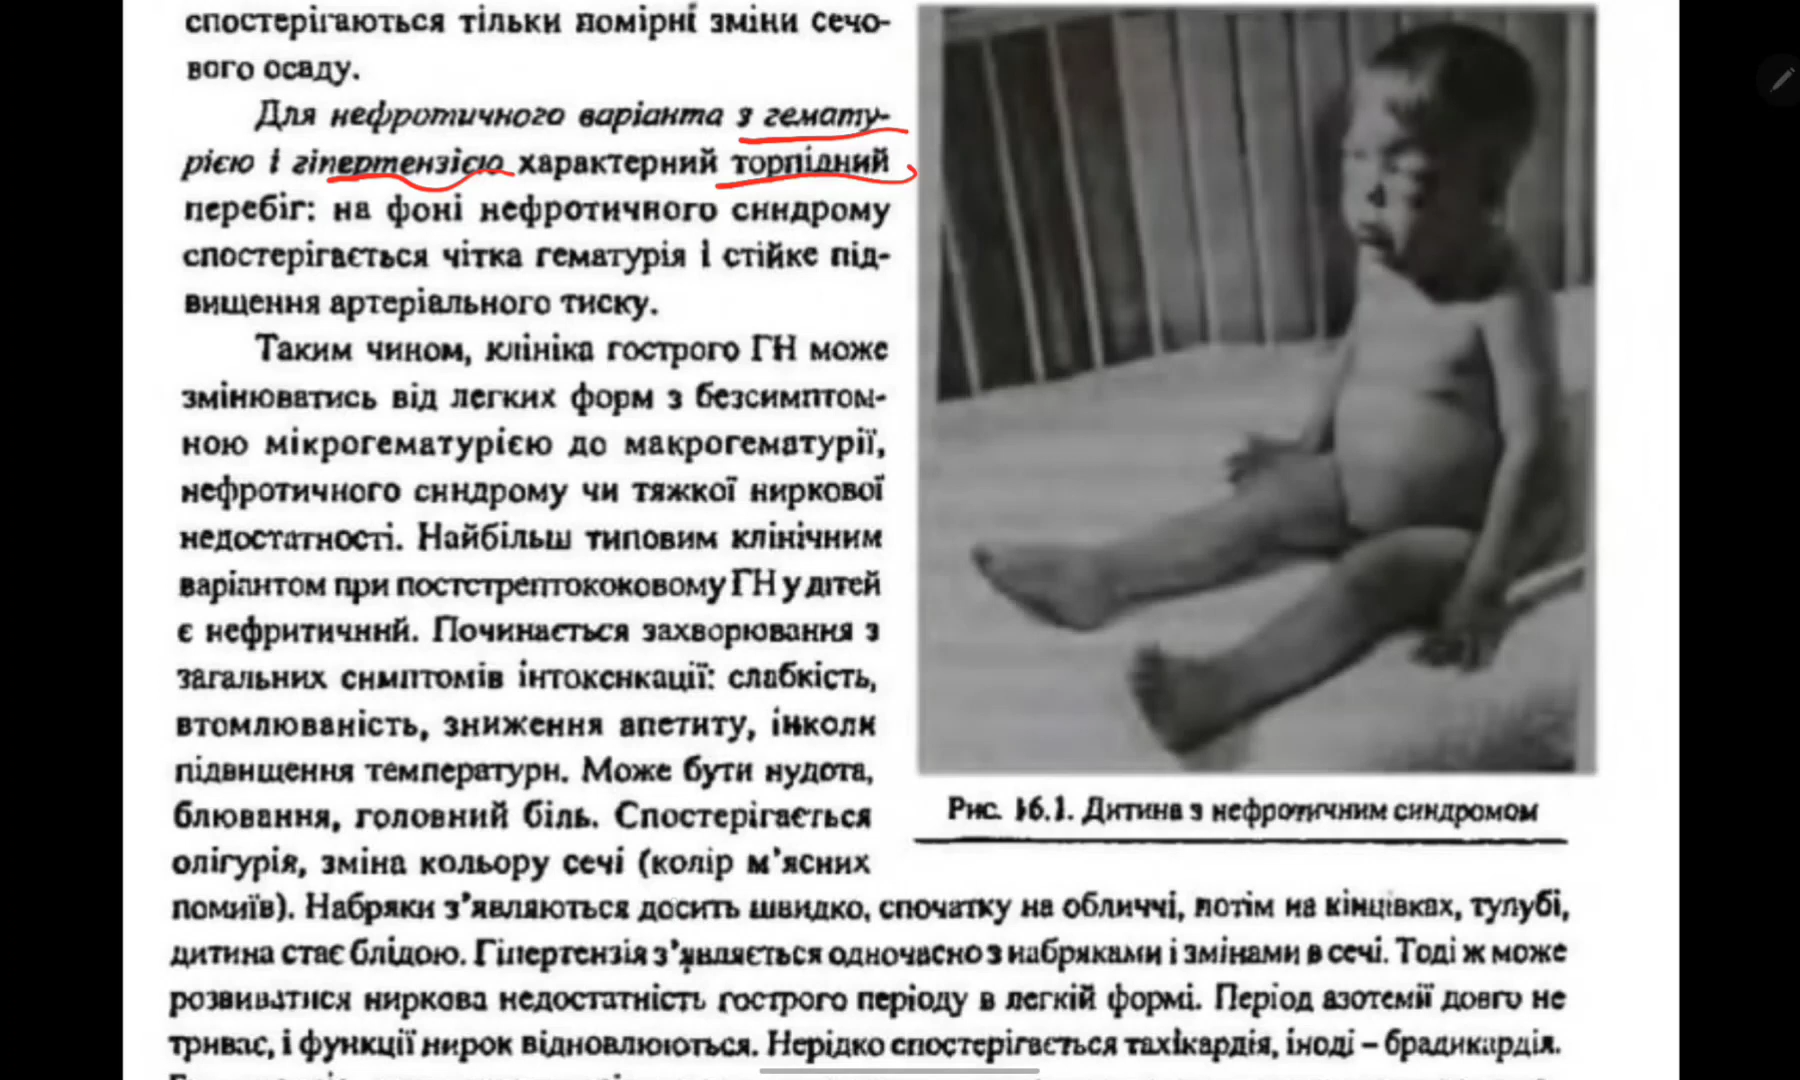 спостерігаються тільки помірні зміни сечо-
вого осаду.
Для нефротичного варіанта з гемату-
рією і гіпертензією характерний торпідний
перебіг: на фоні нефротичного синдрому
спостерігається чітка гематурія і стійке під-
вищення артеріального тиску.
Таким чином, клініка гострого ГН може
змінюватись від легких форм з безсимптом-
ною мікрогематурією до макрогематурії,
нефротичного синдрому чи тяжкої ниркової
недостатності. Найбільш типовим клінічним
варіантом при постстрептококовому ГН у дітей
є нефритичний. Починається захворювання з
загальних симптомів інтоксикації: слабкість,
втомлюваність, зниження апетиту, інколи
підвищення температури. Може бути нудота,
блювання, головний біль. Спостерігається
олігурія, зміна кольору сечі (колір м’ясних
помиїв). Набряки з’являються досить швидко, спочатку на обличчі, потім на кінцівках, тулубі,
дитина стає блідою. Гіпертензія з’являється одночасно з набряками і змінами в сечі. Тоді ж може
розвиватися ниркова недостатність гострого періоду в легкій формі. Період азотемії довго не
триває, і функції нирок відновлюються. Нерідко спостерігається тахікардія, іноді – брадикардія.
Рис. 16.1. Дитина з нефротичним синдромом